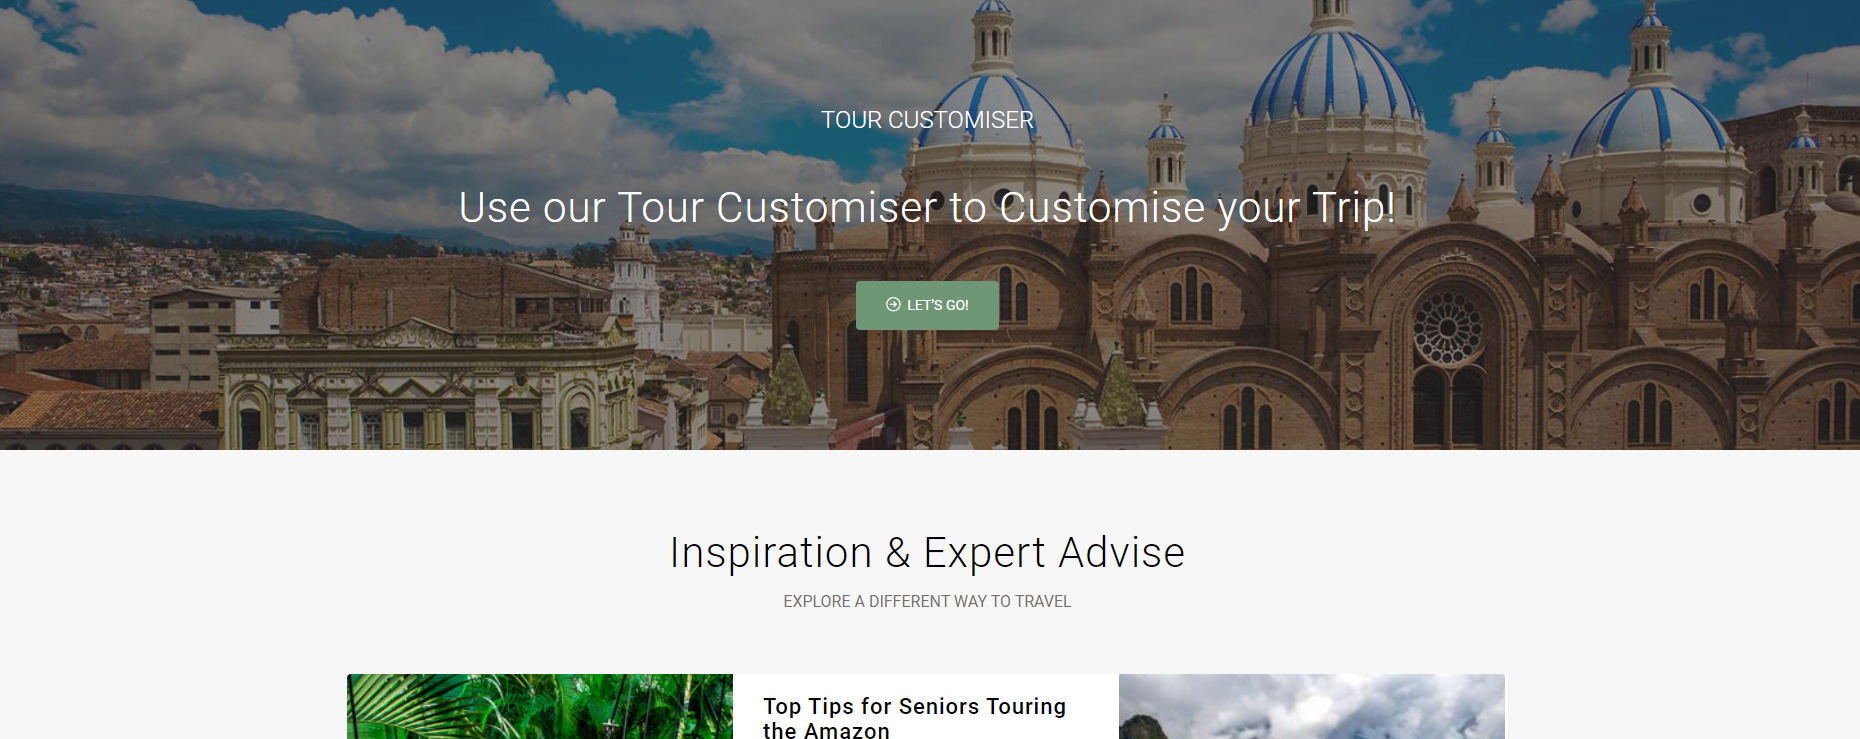 TOUR CUSTOMISER
Use our Tour Customiser to Customise your Trip!
LET'S GO!
Inspiration & Expert Advise
EXPLORE A DIFFERENT WAY TO TRAVEL
Top Tips for Seniors Touring
the Amazon